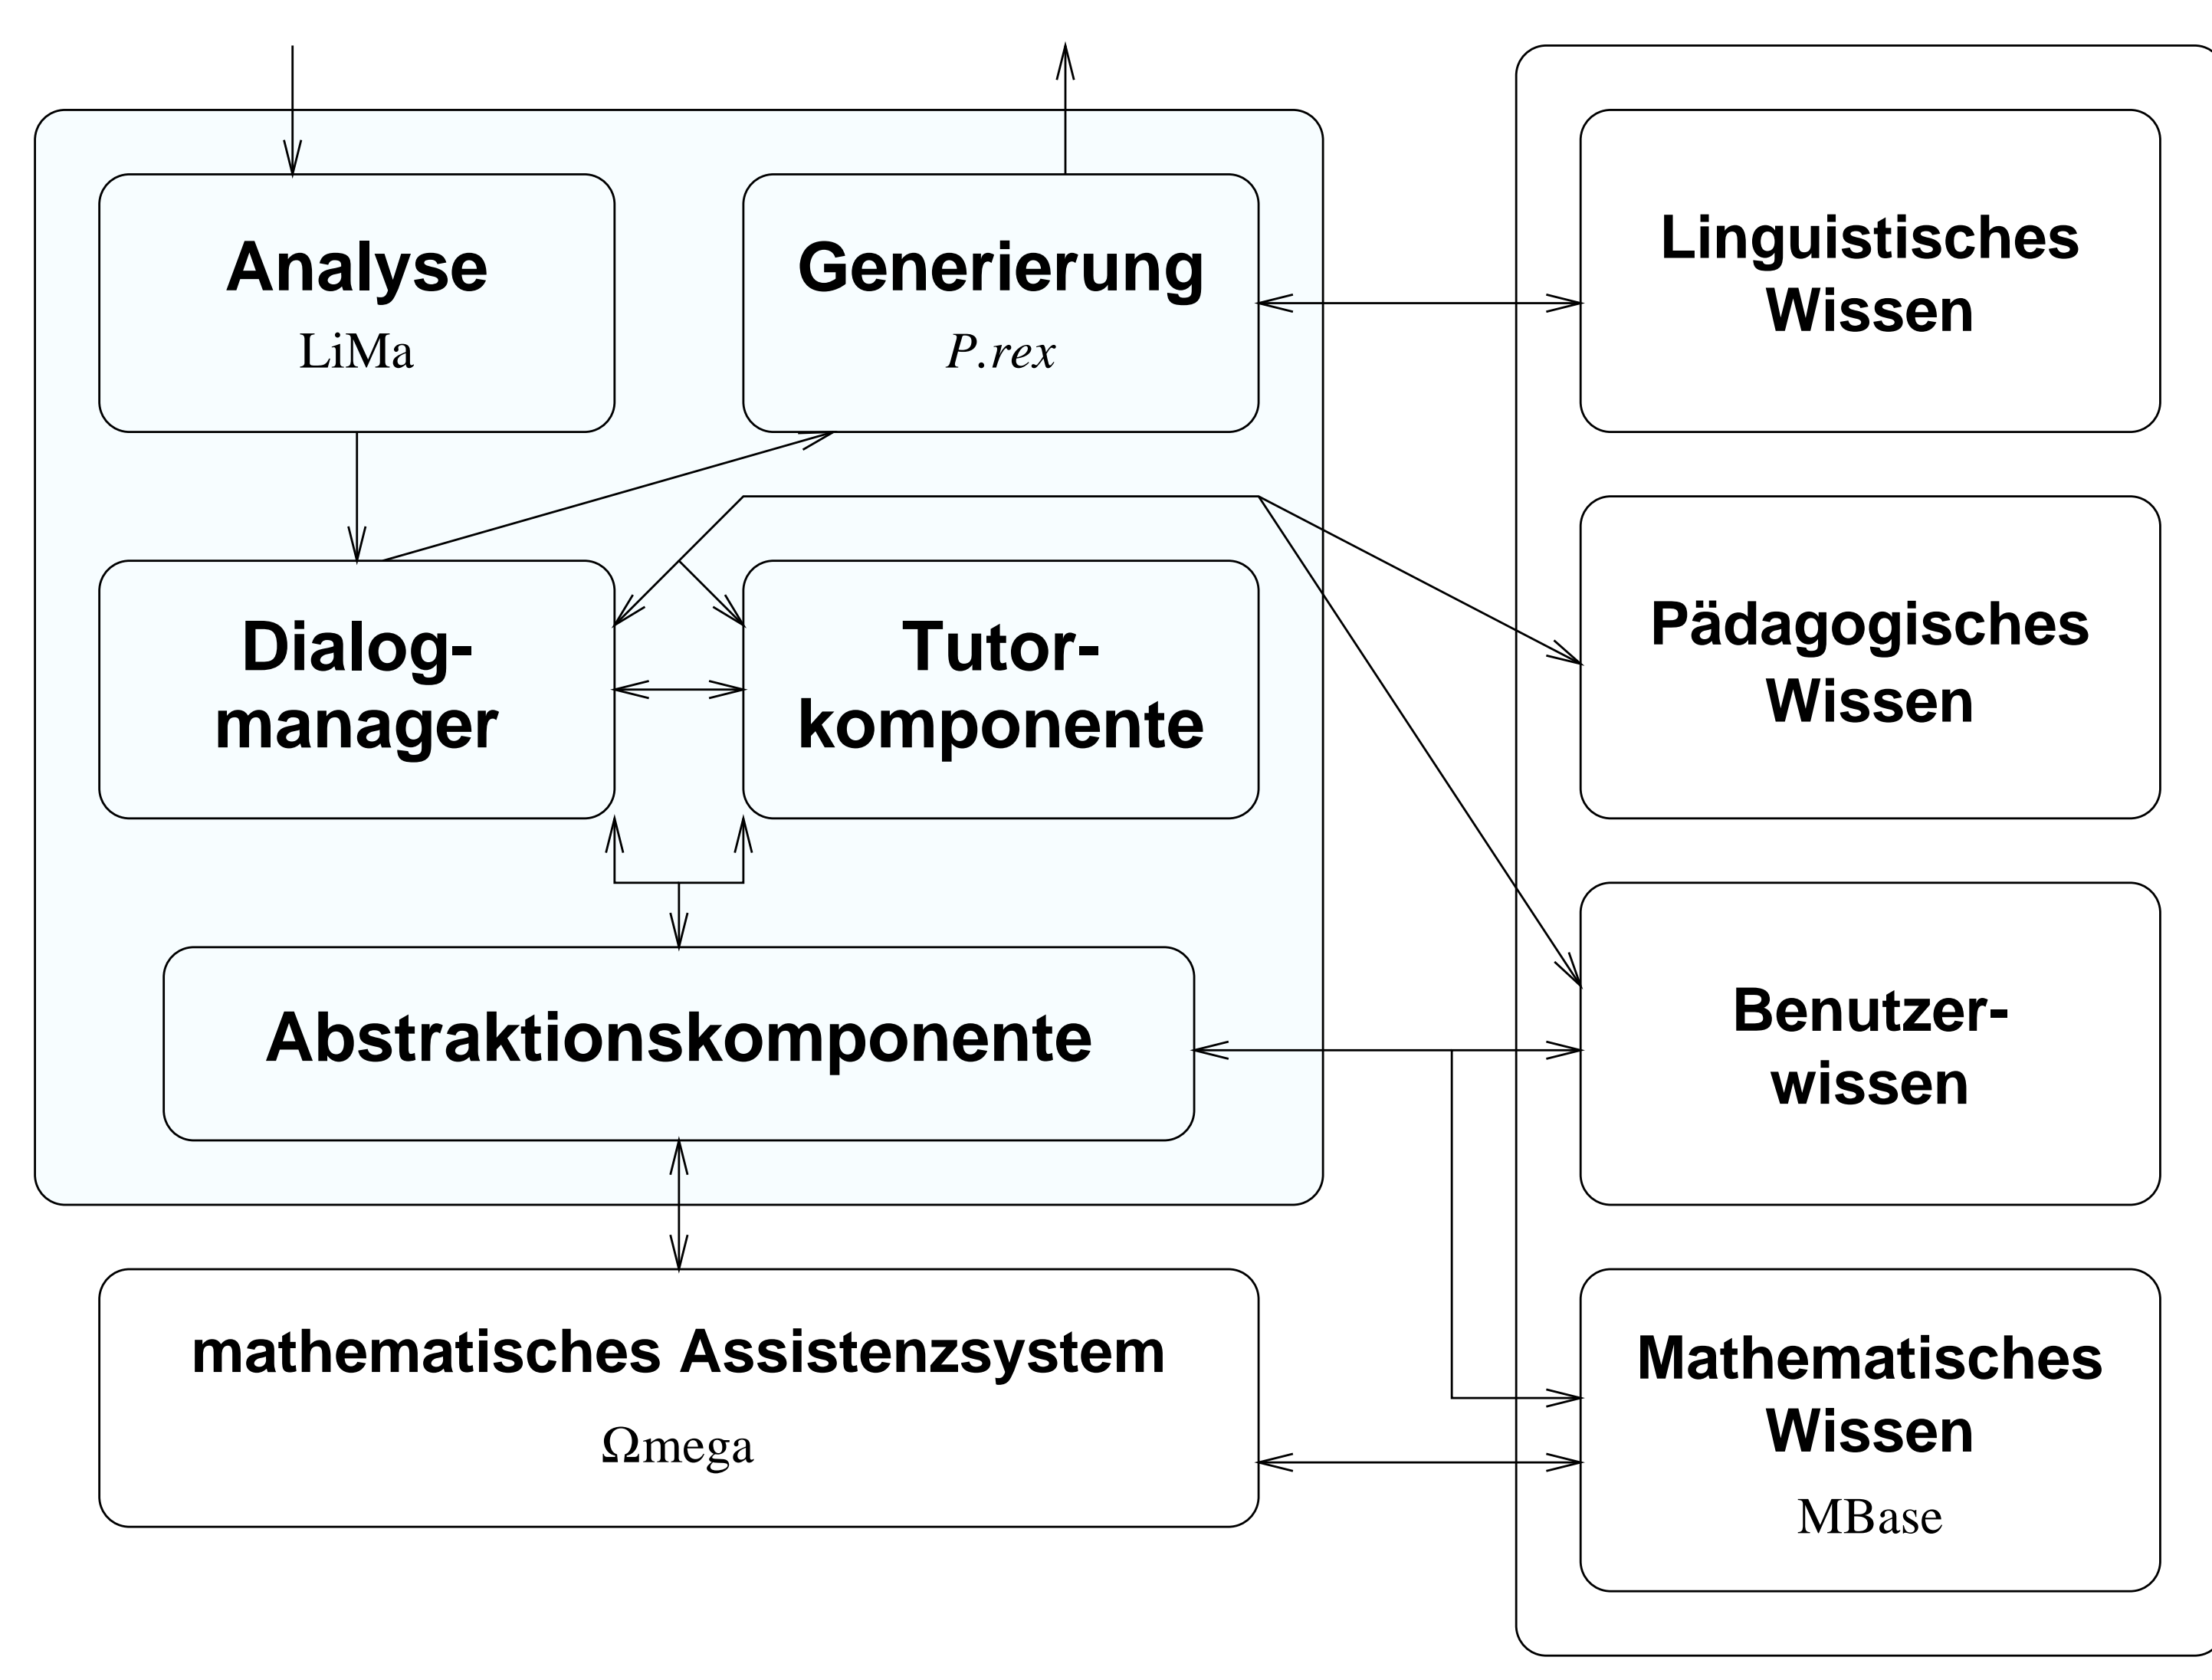 Analyse
LiMa
Generierung
P.rex
Linguistisches
Wissen
Dialog-
manager
Tutor-
komponente
Pädagogisches
Wissen
Abstraktionskomponente
Benutzer-
wissen
mathematisches Assistenzsystem
Ωmega
Mathematisches
Wissen
MBase